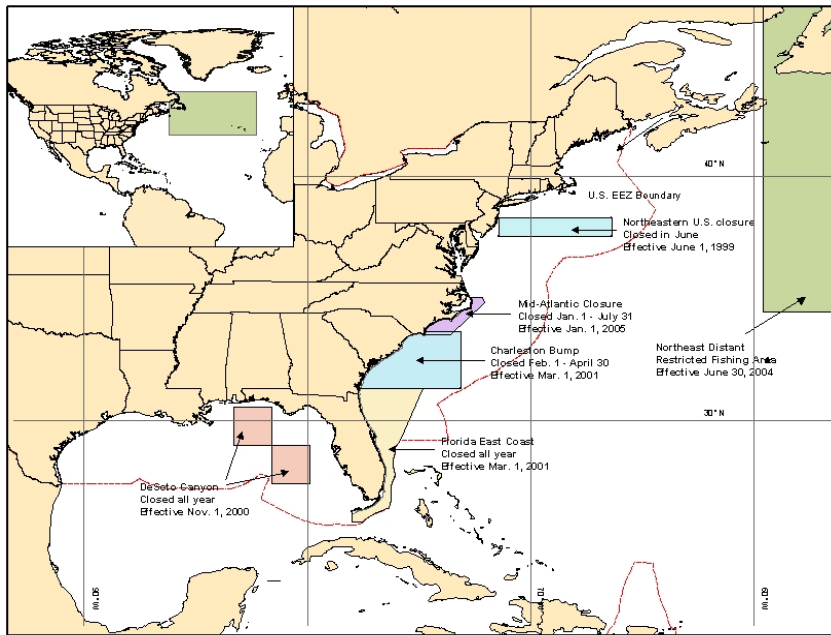 40° N
U.S. EEZ Boundary
Northeastern U.S. closure
Closed in June
Effective June 1, 1999
Mid-Atlantic Closure
Closed Jan. 1 - July 31
Effective Jan. 1, 2005
Northeast Distant
Restricted Fishing Area
Effective June 30, 2004
Charleston Bump
Closed Feb. 1 - April 30
Effective Mar. 1, 2001
30° N
Florida East Coast
Closed all year
Effective Mar. 1, 2001
DeSoto Canyon
Closed all year
Effective Nov. 1, 2000
90° W
70° W
60° W